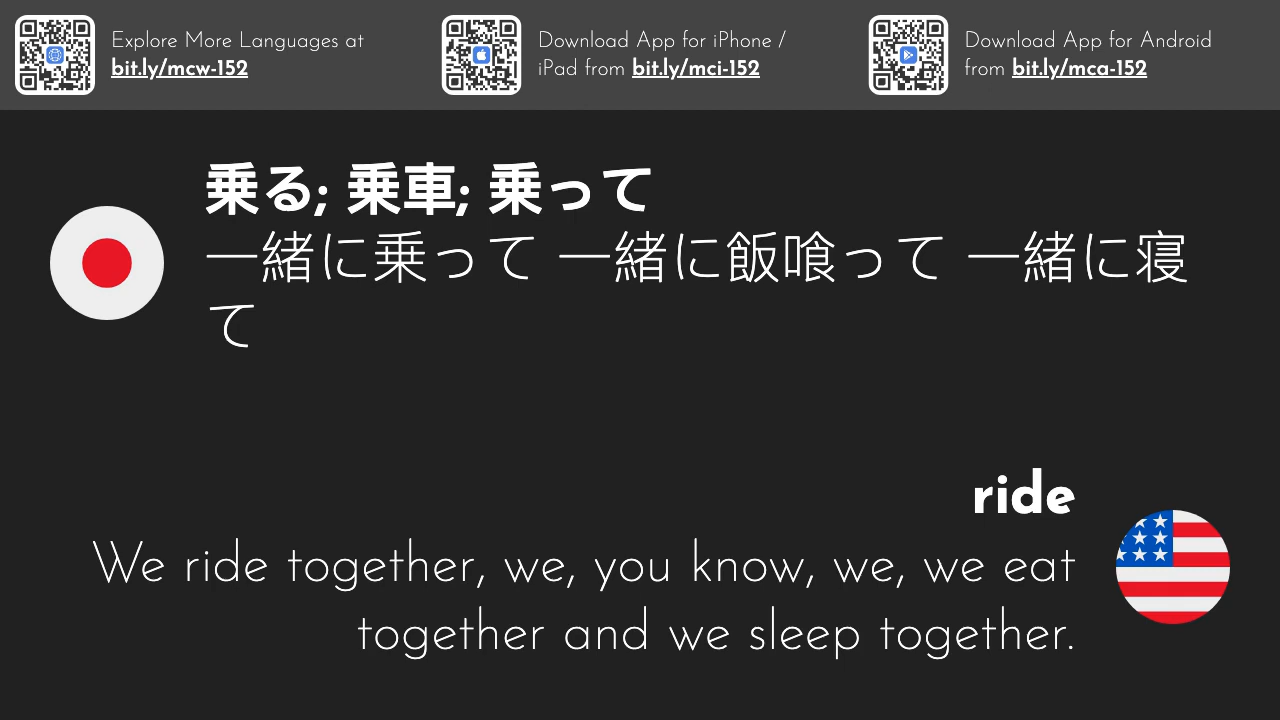 Explore More Languages at
bit.ly/mcw-152
Download App for iPhone /
iPad from bit.ly/mci-152
Download App for Android
from bit.ly/mca-152
乗る; 乗車; 乗って
一緒に乗って 一緒に飯喰って 一緒に寝
て
ride
We ride together, we, you know, we, we eat
together and we sleep together.